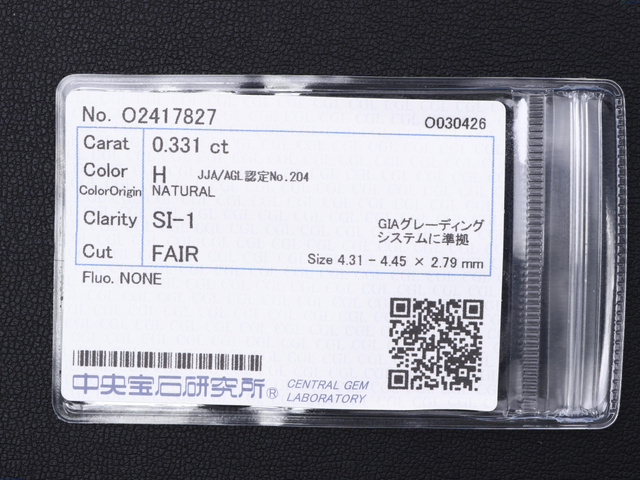 No. O2417827
O030426
Carat 0.331 ct
Color H JJA/AGL認定No.204
ColorOrigin NATURAL
Clarity SI-1
GIAグレーディング
システムに準拠
Cut FAIR Size 4.31 - 4.45 × 2.79 mm
Fluo. NONE
中央宝石研究所®
CENTRAL GEM
LABORATORY